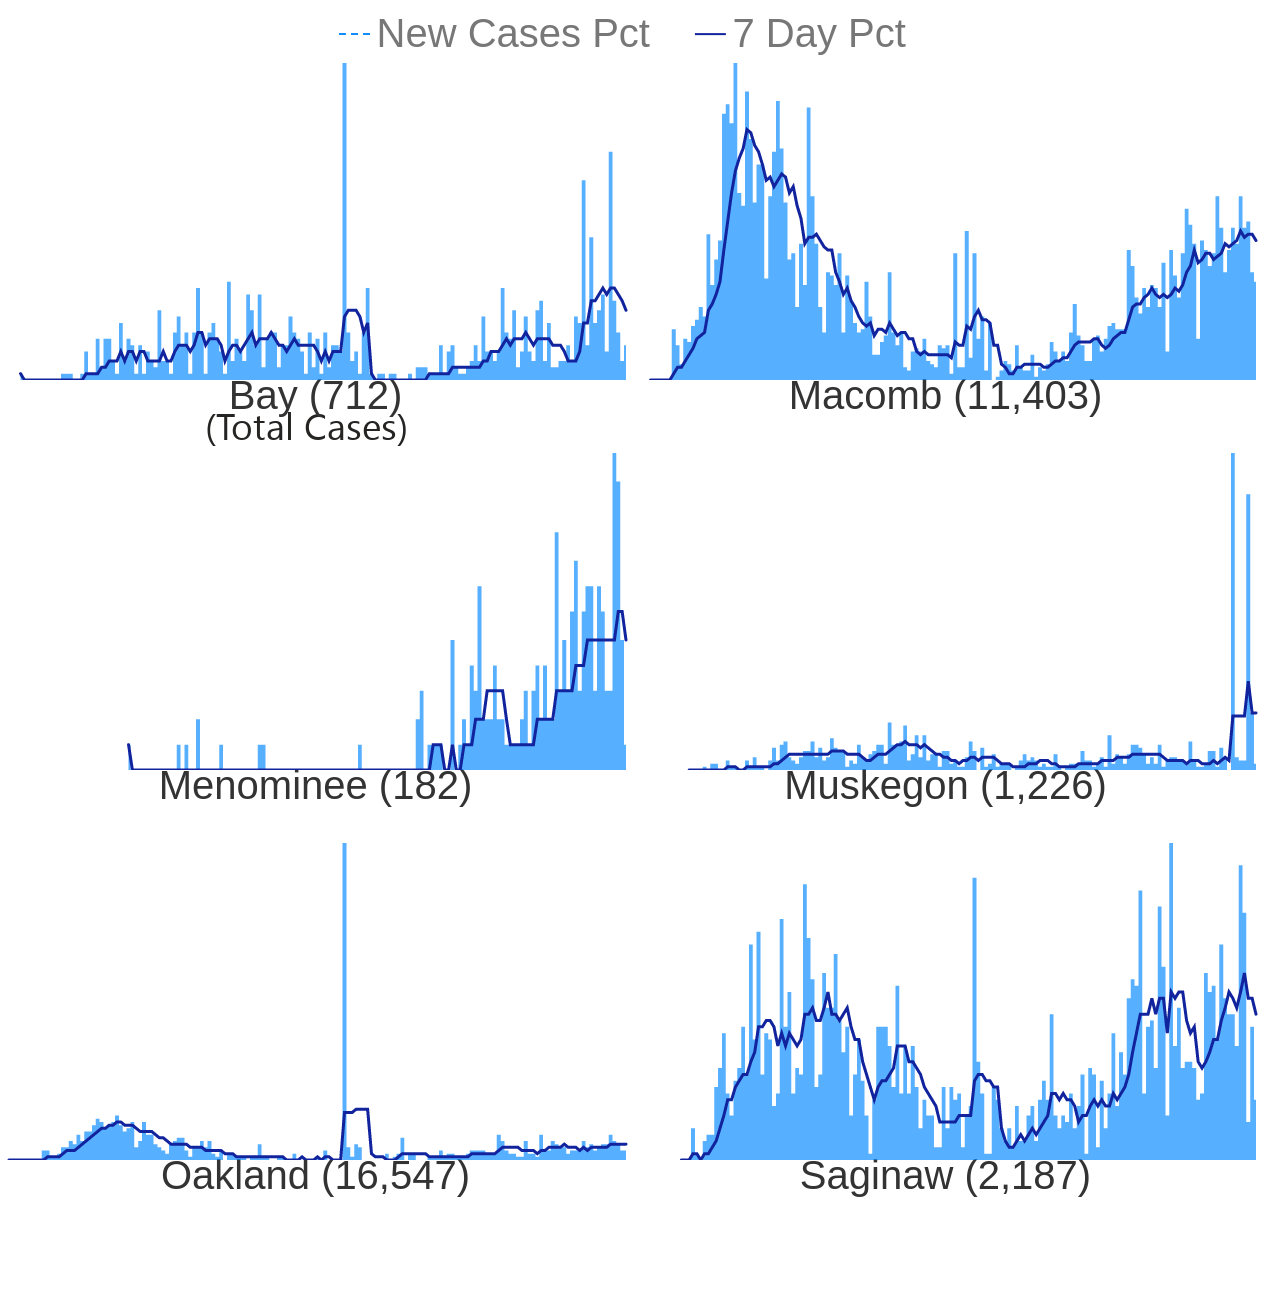 New Cases Pct 7 Day Pct
Bay (712)
(Total Cases)
Macomb (11,403)
Menominee (182)
Muskegon (1,226)
Oakland (16,547)
Saginaw (2,187)